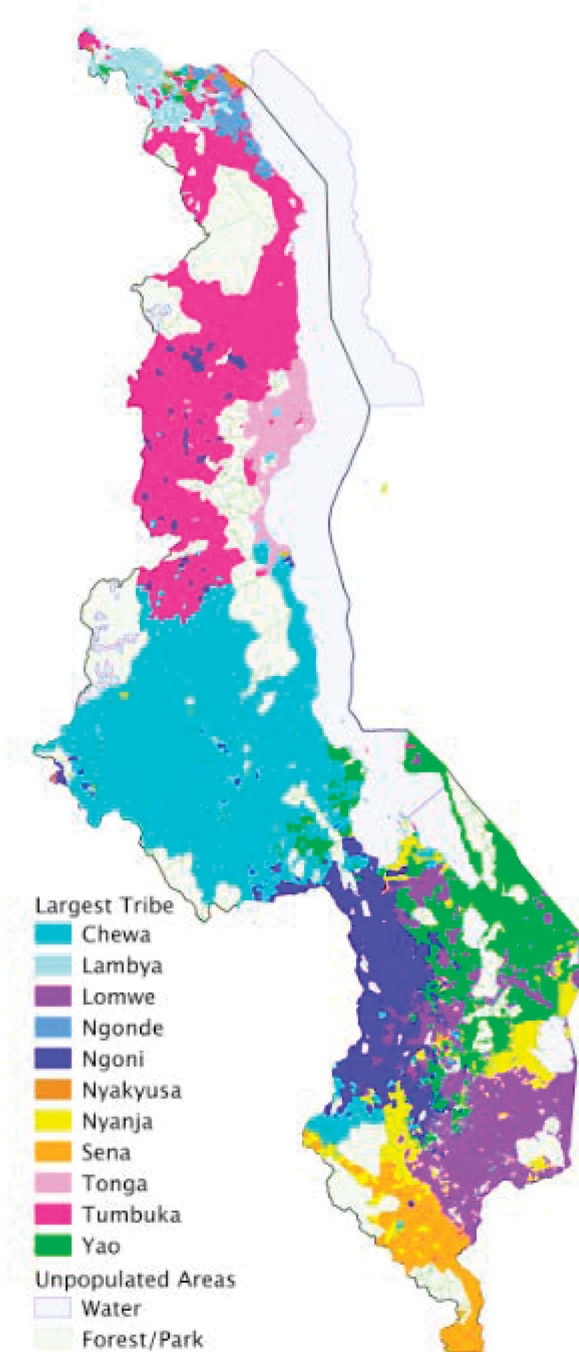 Largest Tribe
Chewa
Lambya
Lomwe
Ngonde
Ngoni
Nyakyusa
Nyanja
Sena
Tonga
Tumbuka
Yao
Unpopulated Areas
Water
Forest/Park